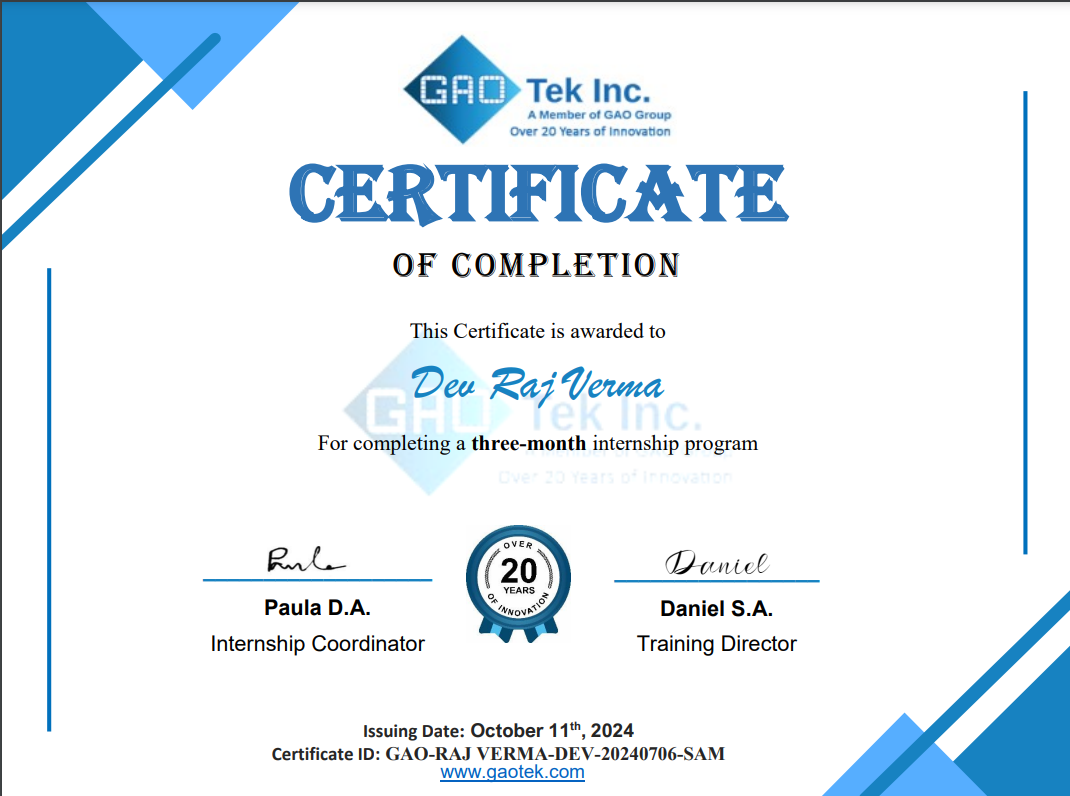 GAO Tek Inc.
A Member of GAO Group
Over 20 Years of Innovation
CERTIFICATE
OF COMPLETION
This Certificate is awarded to
Dev Raj Verma
GAO Tek Inc.
For completing a three-month internship program
Over 20 Years of Innovation
OVER
20
YEARS
OF INNOVATION
Daniel
Paula D.A.
Daniel S.A.
Internship Coordinator
Training Director
Issuing Date: October 11th, 2024
Certificate ID: GAO-RAJ VERMA-DEV-20240706-SAM
www.gaotek.com